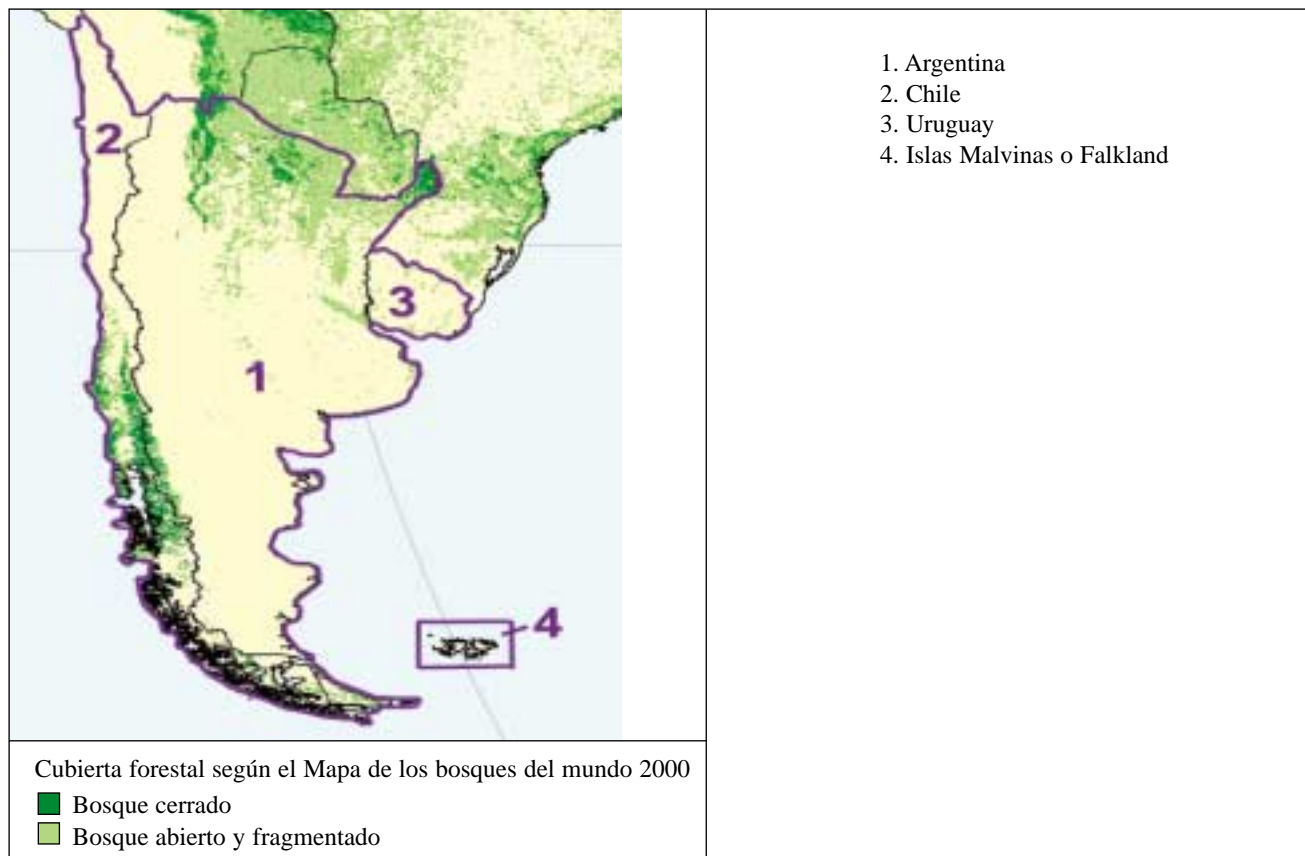 2
3
1
4
Cubierta forestal según el Mapa de los bosques del mundo 2000
Bosque cerrado
Bosque abierto y fragmentado
1. Argentina
2. Chile
3. Uruguay
4. Islas Malvinas o Falkland